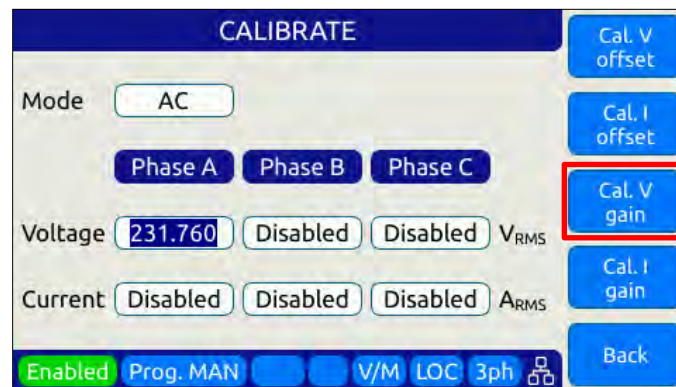 CALIBRATE
Mode AC
Phase A Phase B Phase C
Voltage 231.760 Disabled Disabled VRMS
Current Disabled Disabled Disabled ARMS
Enabled Prog. MAN V/M LOC 3ph
Cal. V
offset
Cal. I
offset
Cal. V
gain
Cal. I
gain
Back